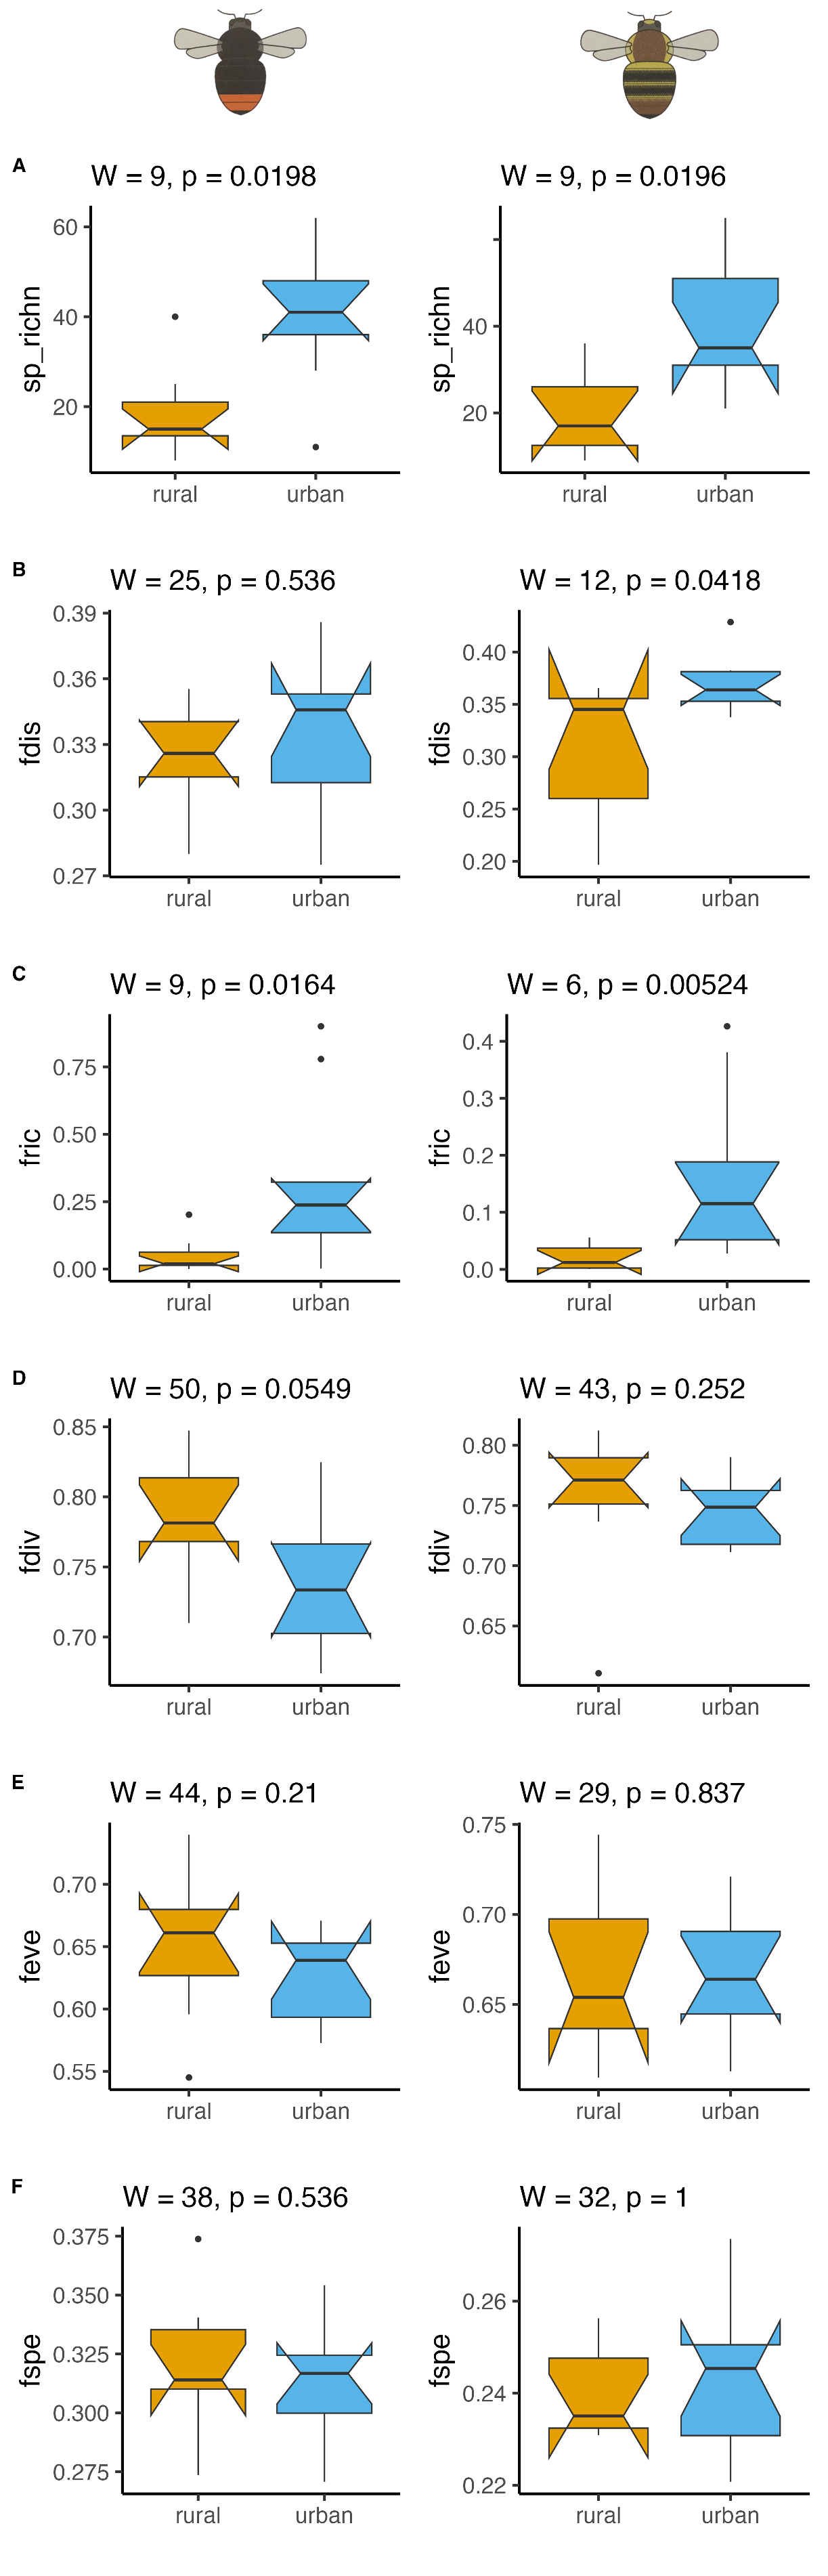 A
W = 9, p = 0.0198
W = 9, p = 0.0196
sp_richn
60
40
20
rural
urban
sp_richn
40
20
rural
urban
B
W = 25, p = 0.536
W = 12, p = 0.0418
fdis
0.39
0.36
0.33
0.30
0.27
rural
urban
fdis
0.40
0.35
0.30
0.25
0.20
rural
urban
C
W = 9, p = 0.0164
W = 6, p = 0.00524
fric
0.75
0.50
0.25
0.00
rural
urban
fric
0.4
0.3
0.2
0.1
0.0
rural
urban
D
W = 50, p = 0.0549
W = 43, p = 0.252
fdiv
0.85
0.80
0.75
0.70
rural
urban
fdiv
0.80
0.75
0.70
0.65
rural
urban
E
W = 44, p = 0.21
W = 29, p = 0.837
feve
0.70
0.65
0.60
0.55
rural
urban
feve
0.75
0.70
0.65
rural
urban
F
W = 38, p = 0.536
W = 32, p = 1
fspe
0.375
0.350
0.325
0.300
0.275
rural
urban
fspe
0.26
0.24
0.22
rural
urban